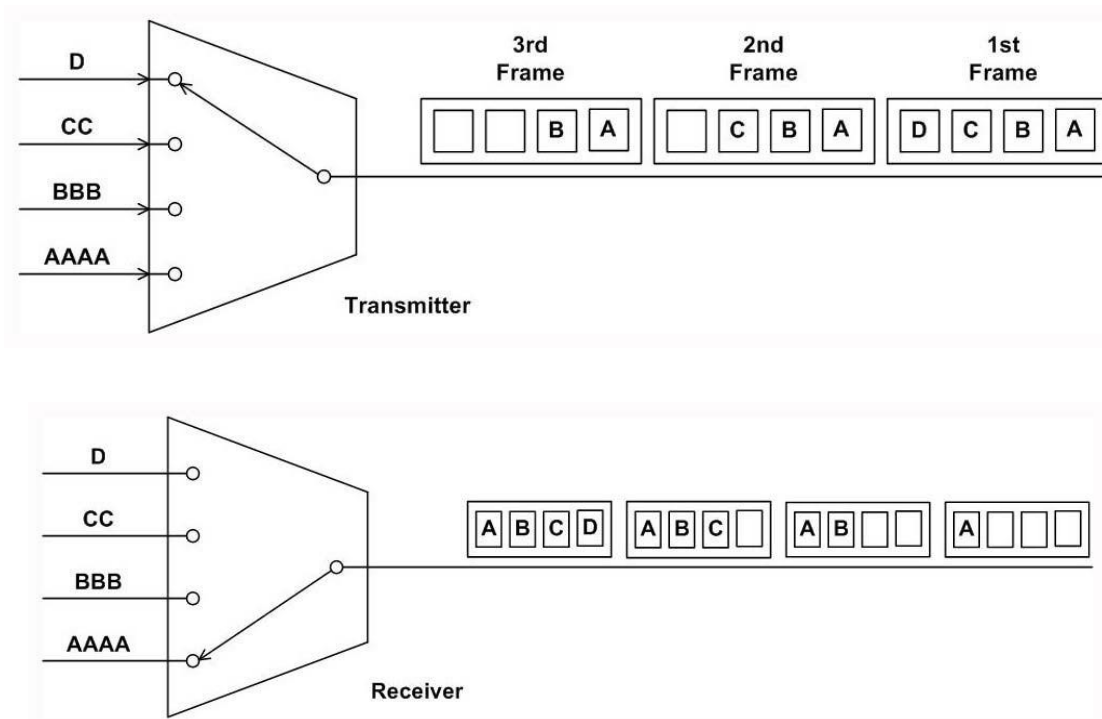 3rd Frame
2nd Frame
1st Frame
D
CC
BBB
AAAA
B A
C B A
D C B A
Transmitter
D
CC
BBB
AAAA
A B C D
A B C
A B
A
Receiver